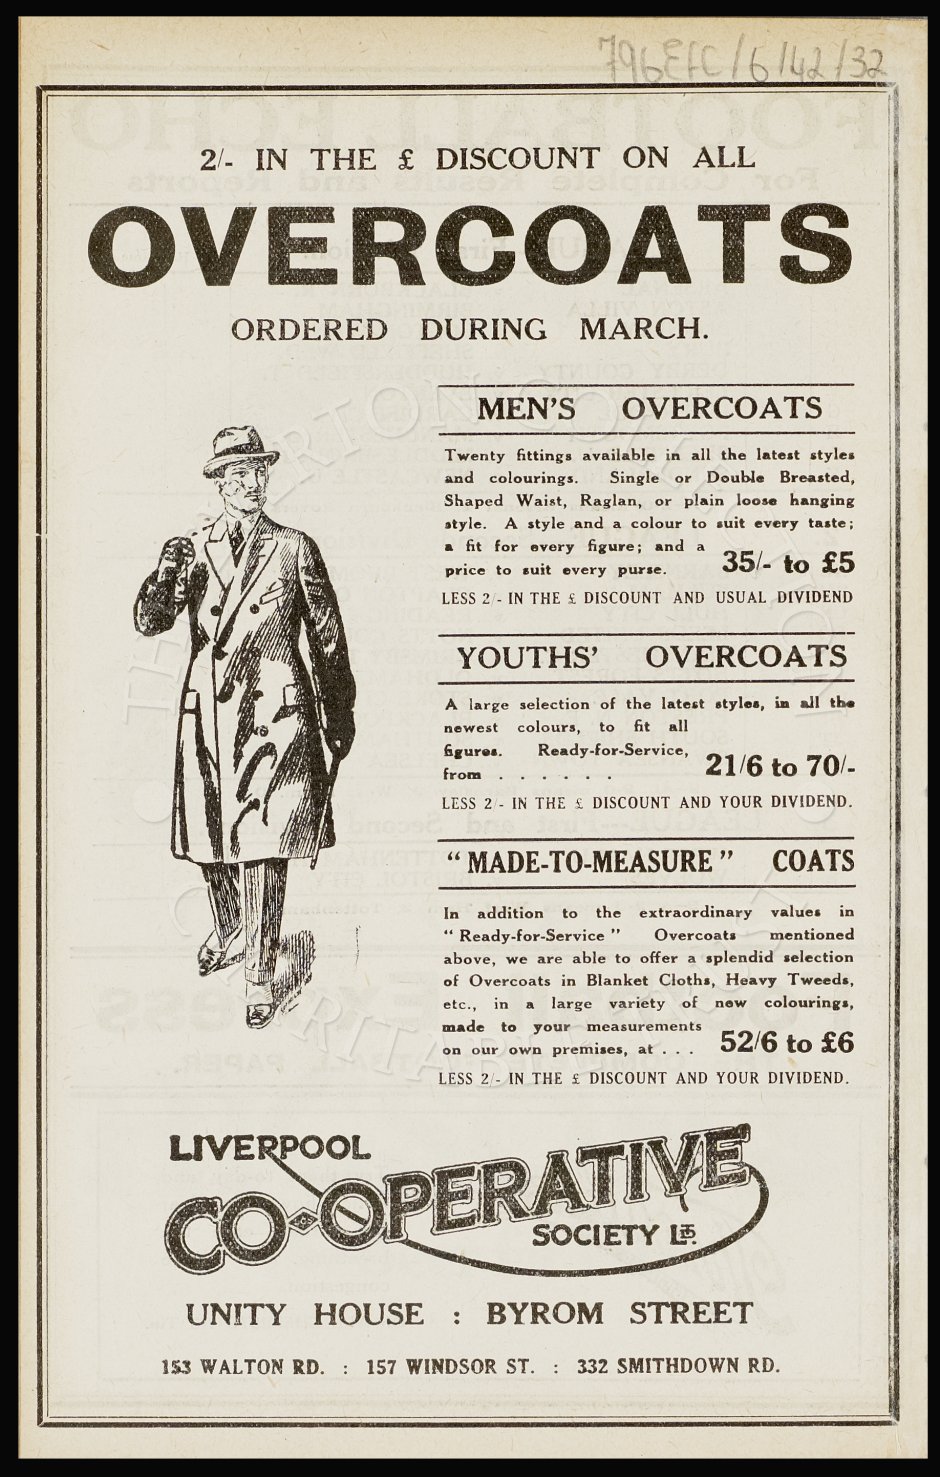 796EFC/6/42/32
2/- IN THE £ DISCOUNT ON ALL
OVERCOATS
ORDERED DURING MARCH.
MEN'S OVERCOATS
Twenty fittings available in all the latest styles
and colourings. Single or Double Breasted,
Shaped Waist, Raglan, or plain loose hanging
style. A style and a colour to suit every taste;
a fit for every figure; and a
price to suit every purse. 35/- to £5
LESS 2/- IN THE £ DISCOUNT AND USUAL DIVIDEND
YOUTHS' OVERCOATS
A large selection of the latest styles, in all the
newest colours, to fit all
figures. Ready-for-Service,
from . . . . . . 21/6 to 70/-
LESS 2/- IN THE £ DISCOUNT AND YOUR DIVIDEND.
"MADE-TO-MEASURE" COATS
In addition to the extraordinary values in
"Ready-for-Service" Overcoats mentioned
above, we are able to offer a splendid selection
of Overcoats in Blanket Cloths, Heavy Tweeds,
etc., in a large variety of new colourings,
made to your measurements
on our own premises, at . . . 52/6 to £6
LESS 2/- IN THE £ DISCOUNT AND YOUR DIVIDEND.
LIVERPOOL
CO-OPERATIVE
SOCIETY LTD.
UNITY HOUSE : BYROM STREET
153 WALTON RD. : 157 WINDSOR ST. : 332 SMITHDOWN RD.
THE EVERTON COLLECTION
CHARITABLE TRUST